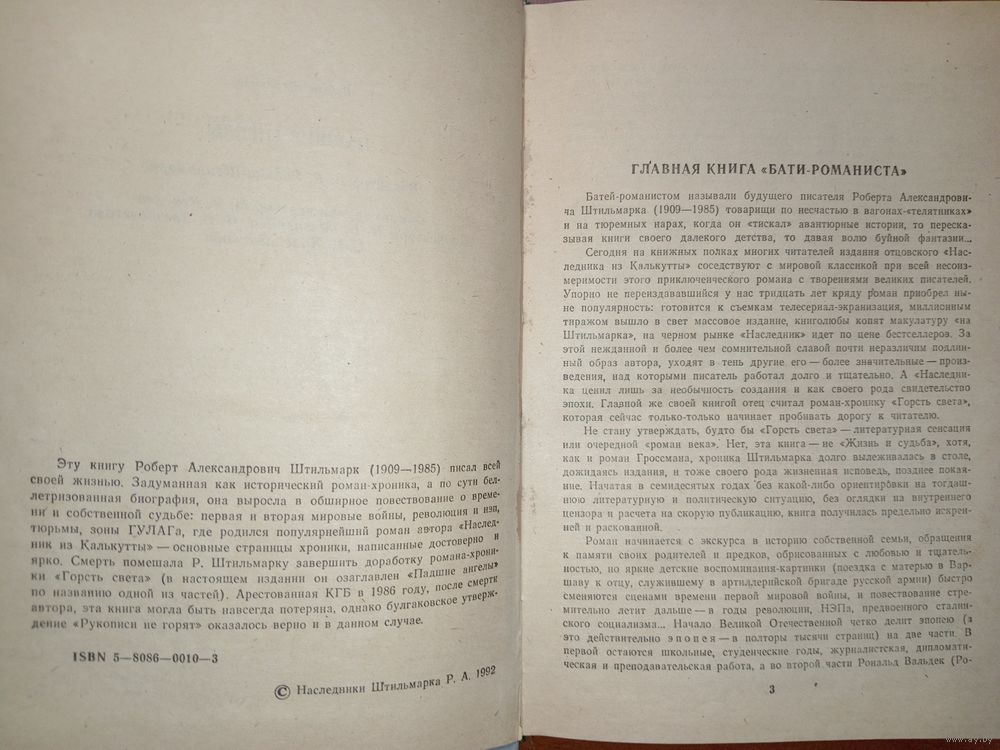 Эту книгу Роберт Александрович Штильмарк (1909—1985) писал всей
своей жизнью. Задуманная как исторический роман-хроника, а по сути бел-
летризованная биография, она выросла в обширное повествование о време-
ни и собственной судьбе: первая и вторая мировые войны, революция и нэп,
тюрьмы, зоны ГУЛАГа, где родился популярнейший роман автора «Наслед-
ник из Калькутты» — основные страницы хроники, написанные достоверно и
ярко. Смерть помешала Р. Штильмарку завершить доработку романа-хрони-
ки «Горсть света» (в настоящем издании он озаглавлен «Падшие ангелы»
по названию одной из частей). Арестованная КГБ в 1986 году, после смерти
автора, эта книга могла быть навсегда потеряна, однако булгаковское утверж-
дение «Рукописи не горят» оказалось верно и в данном случае.
ISBN 5—8086—0010—3
© Наследники Штильмарка Р. А. 1992
ГЛАВНАЯ КНИГА «БАТИ-РОМАНИСТА»
Батей-романистом называли будущего писателя Роберта Александрови-
ча Штильмарка (1909—1985) товарищи по несчастью в вагонах-«телятниках»
и на тюремных нарах, когда он «тискал» авантюрные истории, то переска-
зывая книги своего далекого детства, то давая волю буйной фантазии...
Сегодня на книжных полках многих читателей издания отцовского «Нас-
ледника из Калькутты» соседствуют с мировой классикой при всей несоиз-
меримости этого приключенческого романа с творениями великих писателей.
Упорно не переиздававшийся у нас тридцать лет кряду роман приобрел ны-
не популярность: готовится к съемкам телесериал-экранизация, миллионным
тиражом вышло в свет массовое издание, книголюбы копят макулатуру «на
Штильмарка», на черном рынке «Наследник» идет по цене бестселлеров. За
этой нежданной и более чем сомнительной славой почти неразличим подлин-
ный образ автора, уходят в тень другие его — более значительные — произ-
ведения, над которыми писатель работал долго и тщательно. А «Наследни-
ка ценил лишь за необычность создания и как своего рода свидетельство
эпохи. Главной же своей книгой отец считал роман-хронику «Горсть света»,
которая сейчас только-только начинает пробивать дорогу к читателю.
Не стану утверждать, будто бы «Горсть света» — литературная сенсация
или очередной «роман века». Нет, эта книга — не «Жизнь и судьба», хотя,
как и роман Гроссмана, хроника Штильмарка долго вылеживалась в столе,
дожидаясь издания, и тоже своего рода жизненная исповедь, позднее покая-
ние. Начатая в семидесятых годах без какой-либо ориентировки на тогдаш-
нюю литературную и политическую ситуацию, без оглядки на внутреннего
цензора и расчета на скорую публикацию, книга получилась предельно искрен-
ней и раскованной.
Роман начинается с экскурса в историю собственной семьи, обращения
к памяти своих родителей и предков, обрисованных с любовью и тщатель-
ностью, но яркие детские воспоминания-картинки (поездка с матерью в Вар-
шаву к отцу, служившему в артиллерийской бригаде русской армии) быстро
сменяются сценами времени первой мировой войны, и повествование стре-
мительно летит дальше — в годы революции, НЭПа, предвоенного сталин-
ского социализма... Начало Великой Отечественной четко делит эпопею (а
это действительно эпопея — в полторы тысячи страниц) на две части. В
первой остаются школьные, студенческие годы, журналистская, дипломати-
ческая и преподавательская работа, а во второй части Рональд Вальдек (Ро-
3
www.ay.by